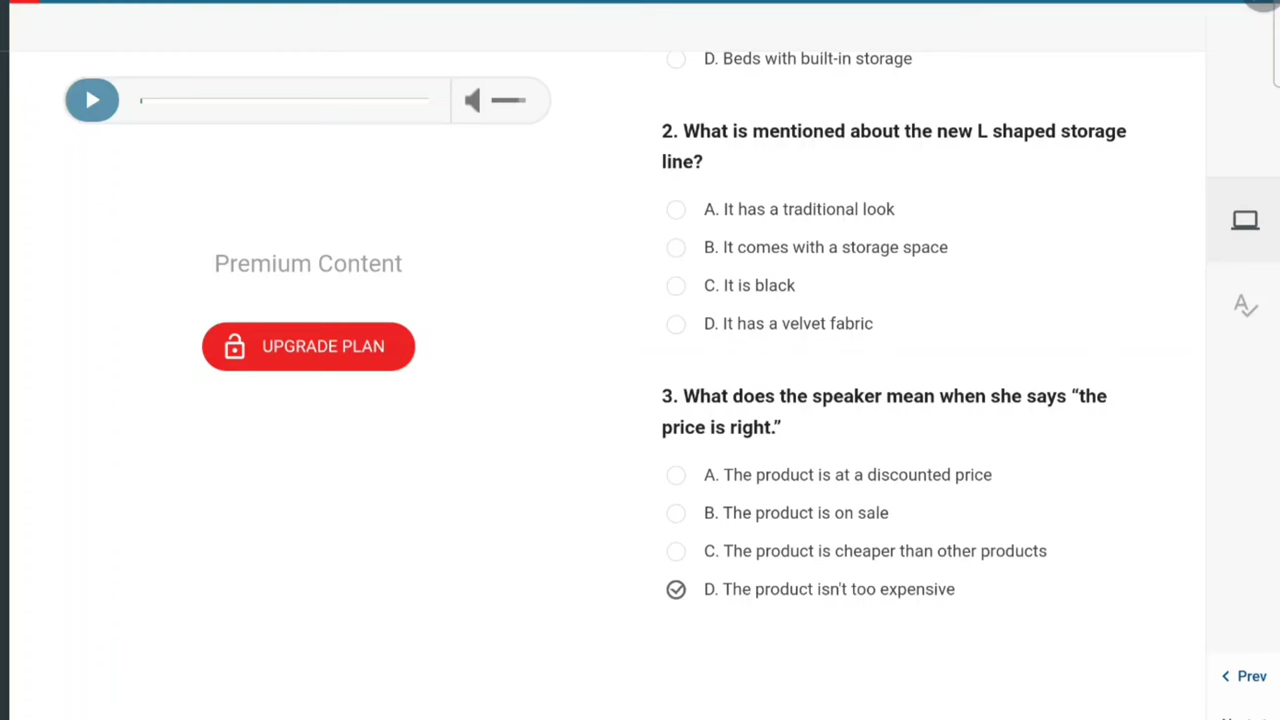 D. Beds with built-in storage
2. What is mentioned about the new L shaped storage
line?
A. It has a traditional look
B. It comes with a storage space
C. It is black
D. It has a velvet fabric
Premium Content
UPGRADE PLAN
3. What does the speaker mean when she says “the
price is right.”
A. The product is at a discounted price
B. The product is on sale
C. The product is cheaper than other products
D. The product isn't too expensive
Prev